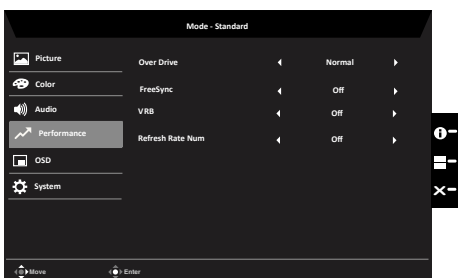 Mode - Standard
Picture
Over Drive Normal
Color
FreeSync Off
Audio
VRB Off
Performance
Refresh Rate Num Off
OSD
System
Move Enter